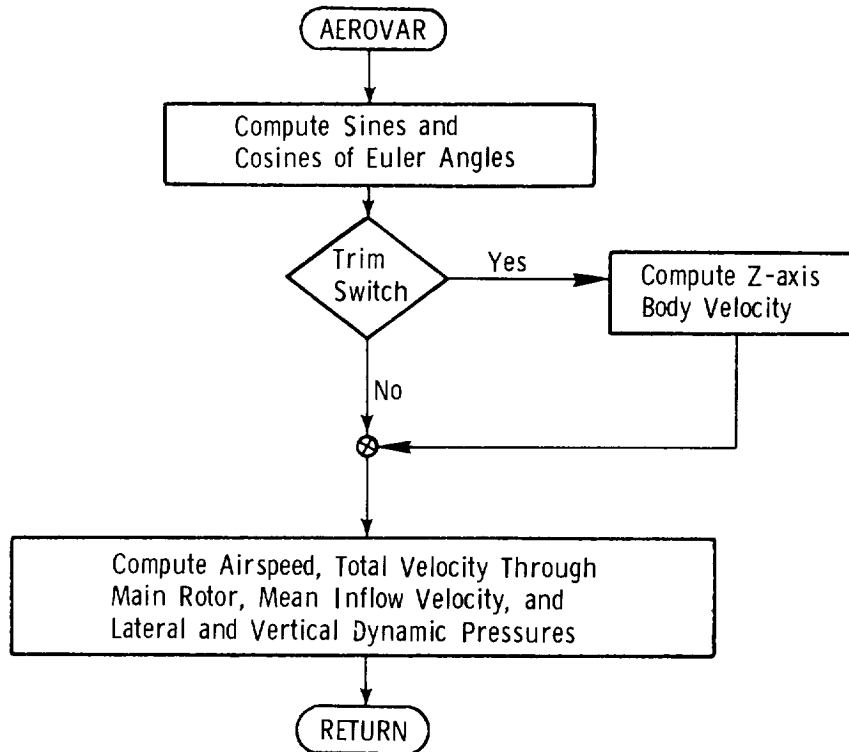 AEROVAR
Compute Sines and
Cosines of Euler Angles
Trim
Switch
Yes
Compute Z-axis
Body Velocity
No
Compute Airspeed, Total Velocity Through
Main Rotor, Mean Inflow Velocity, and
Lateral and Vertical Dynamic Pressures
RETURN